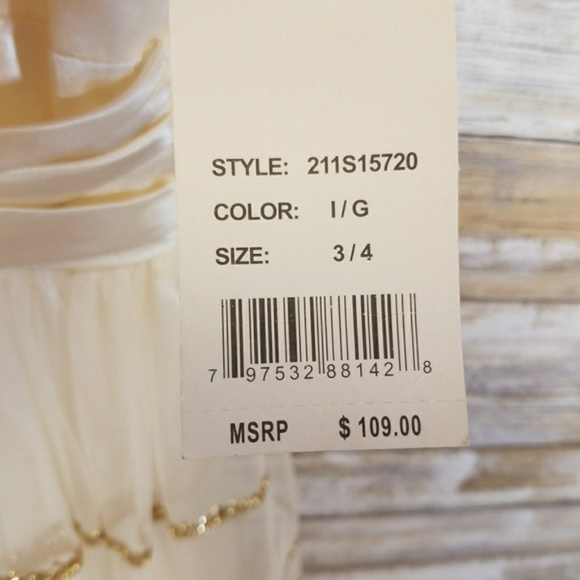 STYLE: 211S15720
COLOR: I / G
SIZE: 3 / 4
7 97532 88142 8
MSRP $ 109.00